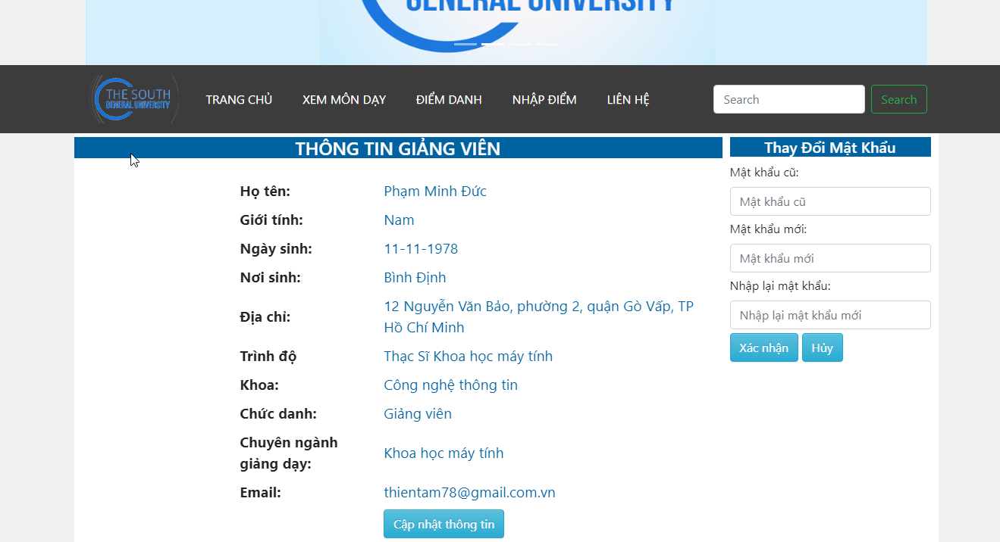 GENERAL UNIVERSITY
THE SOUTH
GENERAL UNIVERSITY
TRANG CHỦ
XEM MÔN DẠY
ĐIỂM DANH
NHẬP ĐIỂM
LIÊN HỆ
Search
Search
THÔNG TIN GIẢNG VIÊN
Họ tên: Phạm Minh Đức
Giới tính: Nam
Ngày sinh: 11-11-1978
Nơi sinh: Bình Định
Địa chỉ: 12 Nguyễn Văn Bảo, phường 2, quận Gò Vấp, TP
Hồ Chí Minh
Trình độ Thạc Sĩ Khoa học máy tính
Khoa: Công nghệ thông tin
Chức danh: Giảng viên
Chuyên ngành
giảng dạy: Khoa học máy tính
Email: thientam78@gmail.com.vn
Cập nhật thông tin
Thay Đổi Mật Khẩu
Mật khẩu cũ:
Mật khẩu cũ
Mật khẩu mới:
Mật khẩu mới
Nhập lại mật khẩu:
Nhập lại mật khẩu mới
Xác nhận
Hủy